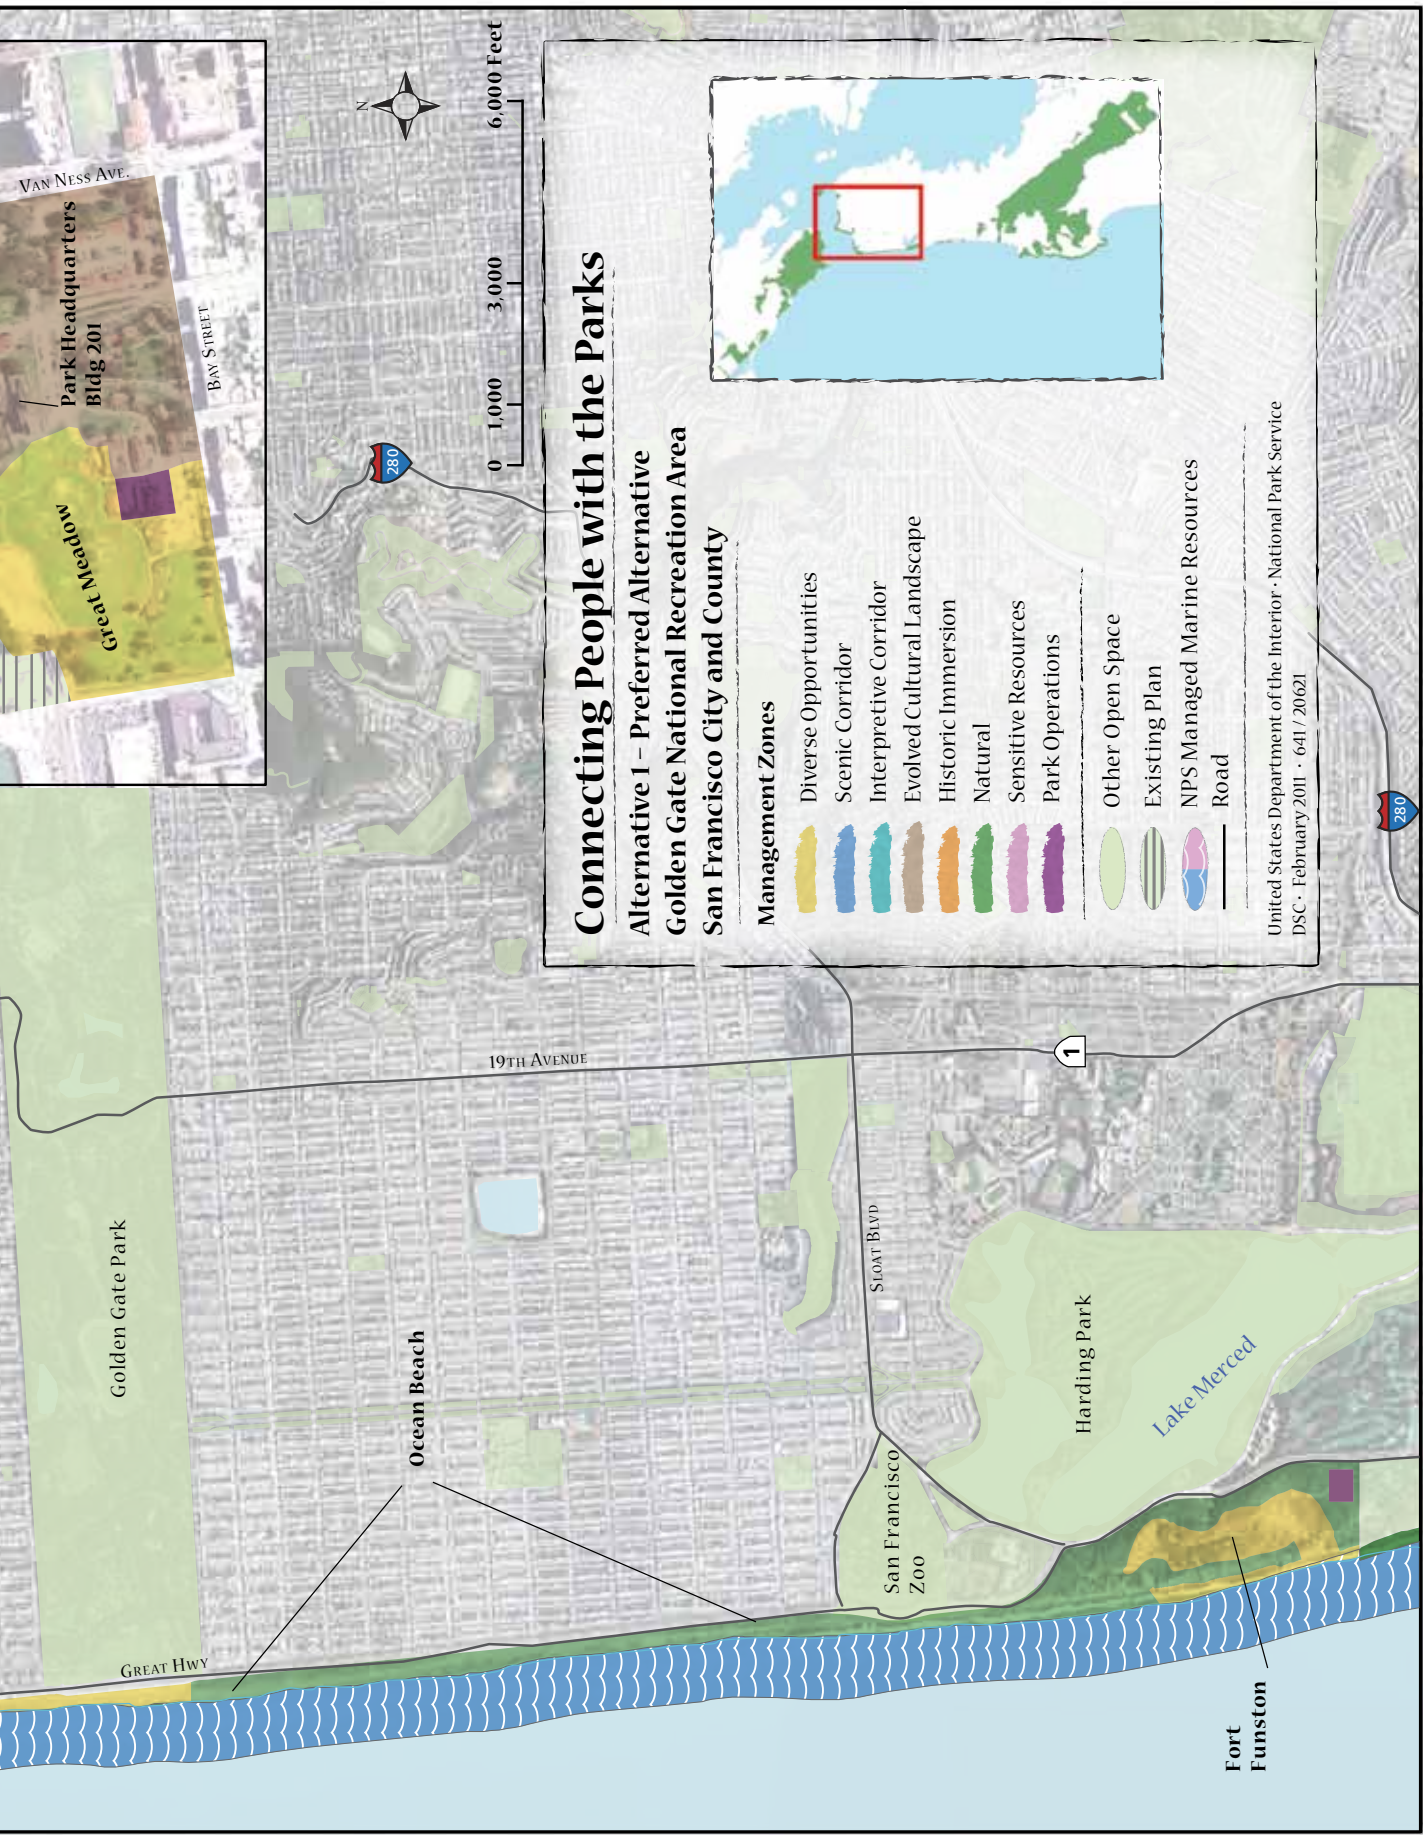 Van Ness Ave.
Park Headquarters
Bldg 201
Bay Street
Great Meadow
N
280
0 1,000 3,000 6,000 Feet
Connecting People with the Parks
Alternative 1 – Preferred Alternative
Golden Gate National Recreation Area
San Francisco City and County
Management Zones
Diverse Opportunities
Scenic Corridor
Interpretive Corridor
Evolved Cultural Landscape
Historic Immersion
Natural
Sensitive Resources
Park Operations
Other Open Space
Existing Plan
NPS Managed Marine Resources
Road
United States Department of the Interior · National Park Service
DSC · February 2011 · 641 / 20621
280
19th Avenue
1
Golden Gate Park
Ocean Beach
Sloat Blvd
Harding Park
Lake Merced
San Francisco
Zoo
Great Hwy
Fort
Funston